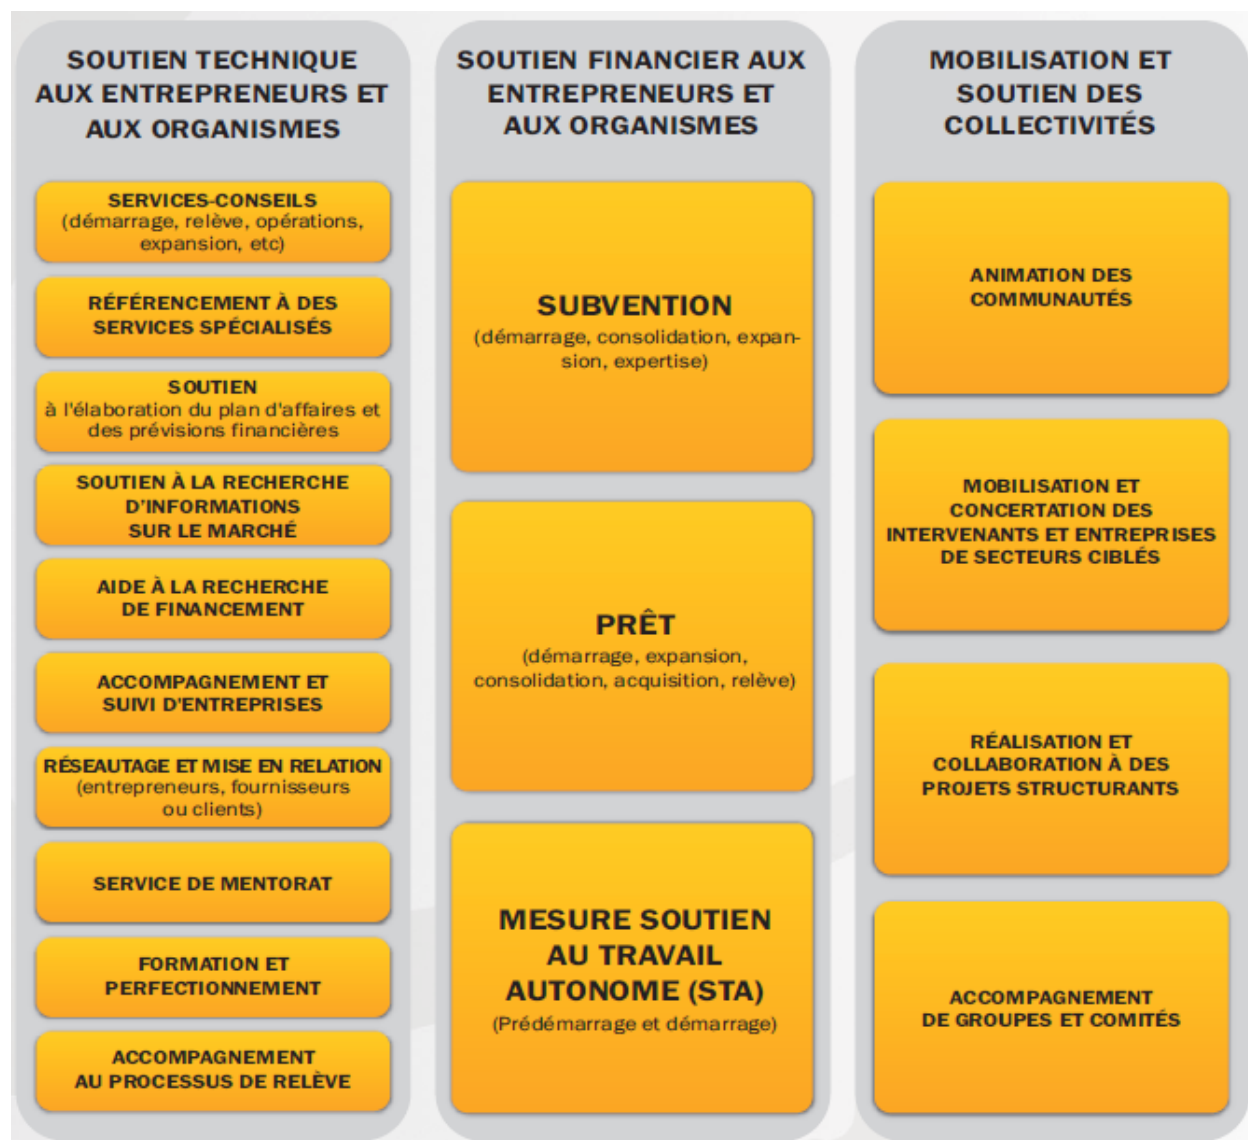 SOUTIEN TECHNIQUE
AUX ENTREPRENEURS ET
AUX ORGANISMES
SERVICES-CONSEILS
(démarrage, relève, opérations,
expansion, etc)
RÉFÉRENCEMENT À DES
SERVICES SPÉCIALISÉS
SOUTIEN
à l'élaboration du plan d'affaires et
des prévisions financières
SOUTIEN À LA RECHERCHE
D'INFORMATIONS
SUR LE MARCHÉ
AIDE À LA RECHERCHE
DE FINANCEMENT
ACCOMPAGNEMENT ET
SUIVI D'ENTREPRISES
RÉSEAUTAGE ET MISE EN RELATION
(entrepreneurs, fournisseurs
ou clients)
SERVICE DE MENTORAT
FORMATION ET
PERFECTIONNEMENT
ACCOMPAGNEMENT
AU PROCESSUS DE RELÈVE
SOUTIEN FINANCIER AUX
ENTREPRENEURS ET
AUX ORGANISMES
SUBVENTION
(démarrage, consolidation, expan-
sion, expertise)
PRÊT
(démarrage, expansion,
consolidation, acquisition, relève)
MESURE SOUTIEN
AU TRAVAIL
AUTONOME (STA)
(Prédémarrage et démarrage)
MOBILISATION ET
SOUTIEN DES
COLLECTIVITÉS
ANIMATION DES
COMMUNAUTÉS
MOBILISATION ET
CONCERTATION DES
INTERVENANTS ET ENTREPRISES
DE SECTEURS CIBLÉS
RÉALISATION ET
COLLABORATION À DES
PROJETS STRUCTURANTS
ACCOMPAGNEMENT
DE GROUPES ET COMITÉS